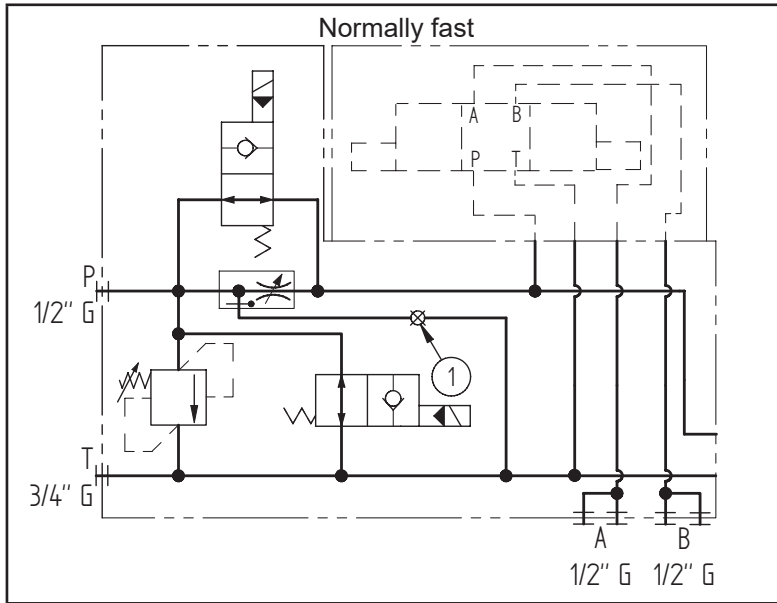 Normally fast
A B
P T
P
1/2" G
1
T
3/4" G
A B
1/2" G 1/2" G